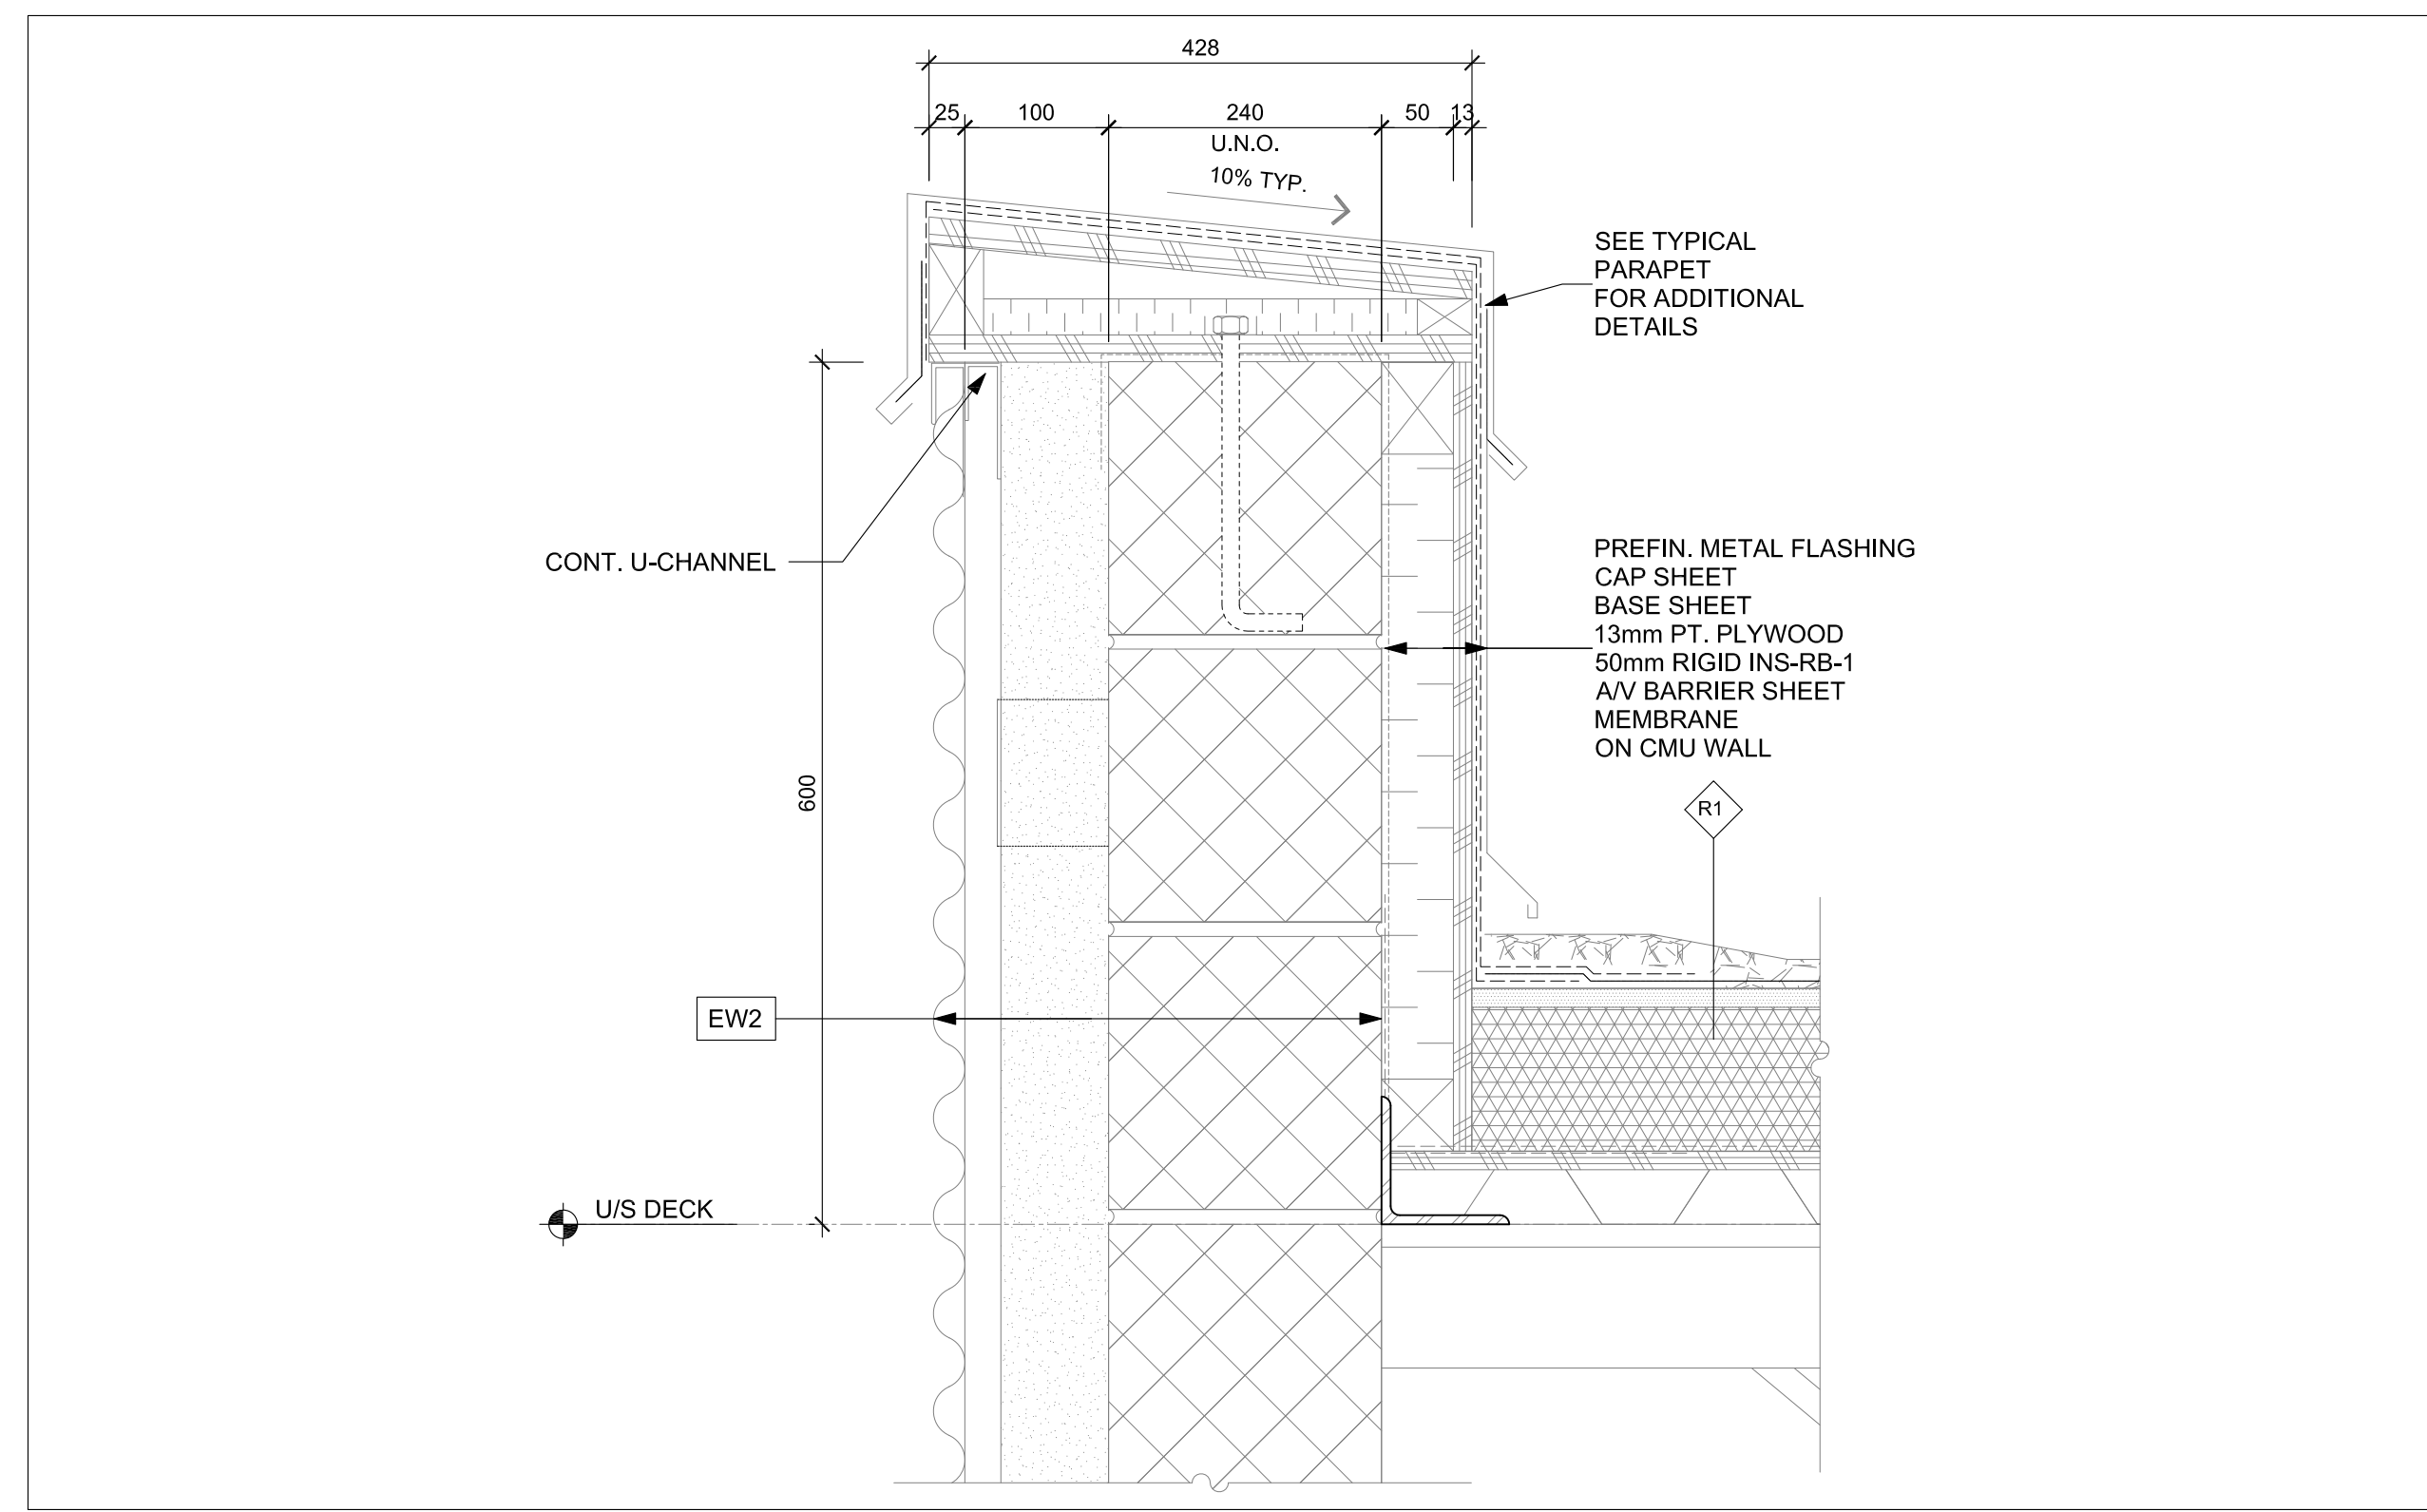 428
25 100 240 50 13
U.N.O.
10% TYP.
SEE TYPICAL
PARAPET
FOR ADDITIONAL
DETAILS
CONT. U-CHANNEL
PREFIN. METAL FLASHING
CAP SHEET
BASE SHEET
13mm PT. PLYWOOD
50mm RIGID INS-RB-1
A/V BARRIER SHEET
MEMBRANE
ON CMU WALL
600
R1
EW2
U/S DECK